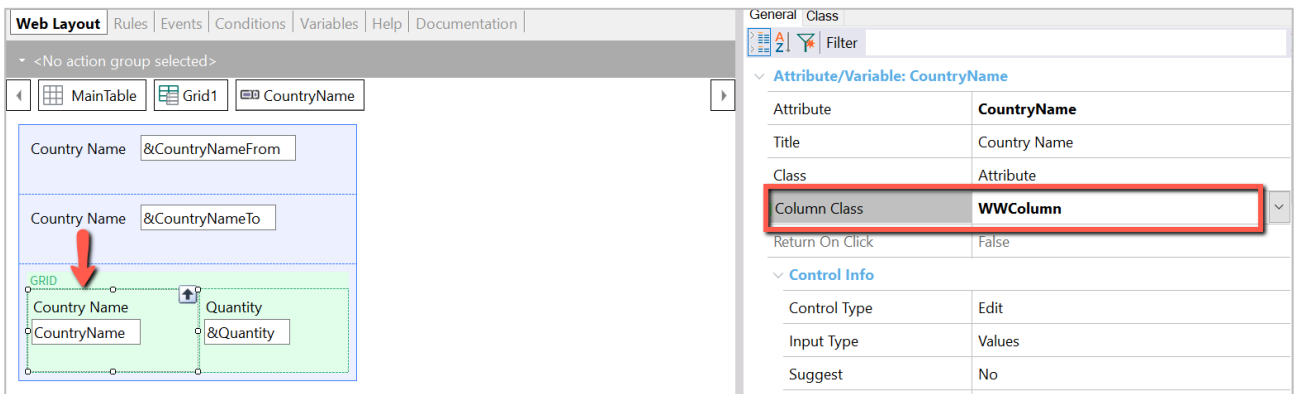 Web Layout Rules Events Conditions Variables Help Documentation
<No action group selected>
MainTable Grid1 CountryName
Country Name &CountryNameFrom
Country Name &CountryNameTo
GRID
Country Name Quantity
CountryName &Quantity
General Class
Filter
Attribute/Variable: CountryName
Attribute CountryName
Title Country Name
Class Attribute
Column Class WWColumn
Return On Click False
Control Info
Control Type Edit
Input Type Values
Suggest No